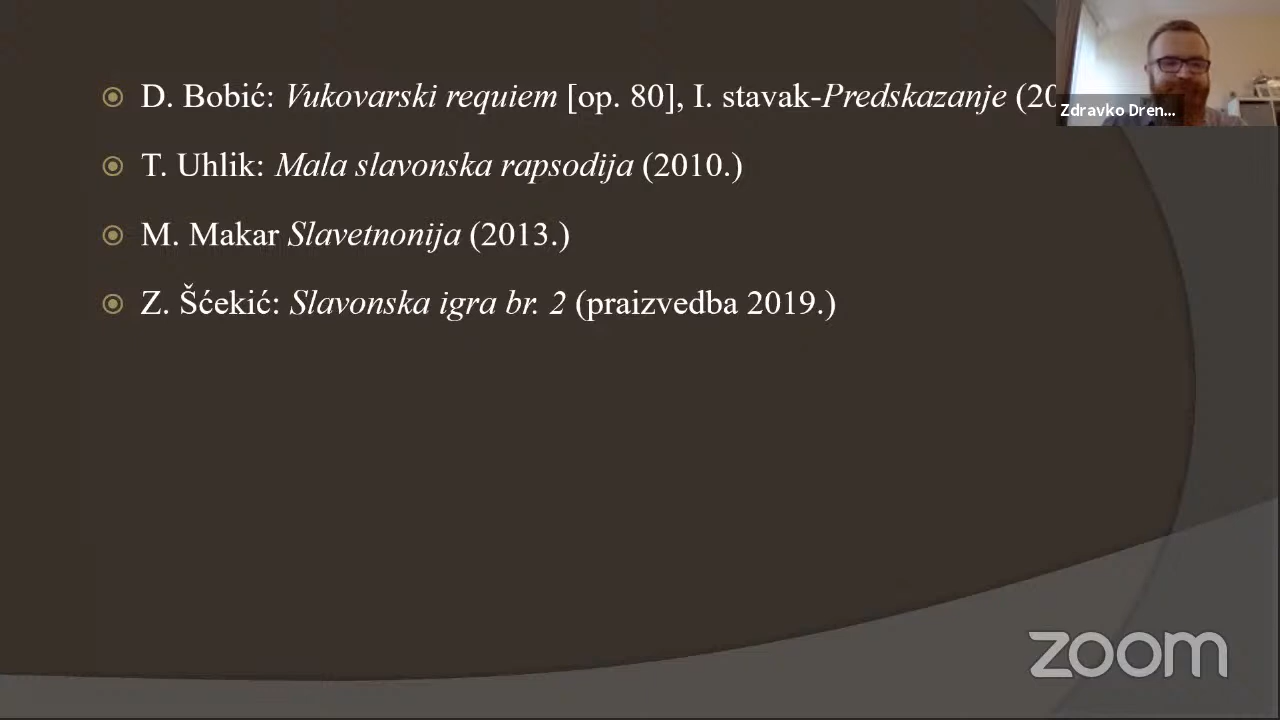 D. Bobić: Vukovarski requiem [op. 80], I. stavak-Predskazanje (20
Zdravko Dren...
T. Uhlik: Mala slavonska rapsodija (2010.)
M. Makar Slavetnonija (2013.)
Z. Šćekić: Slavonska igra br. 2 (praizvedba 2019.)
zoom